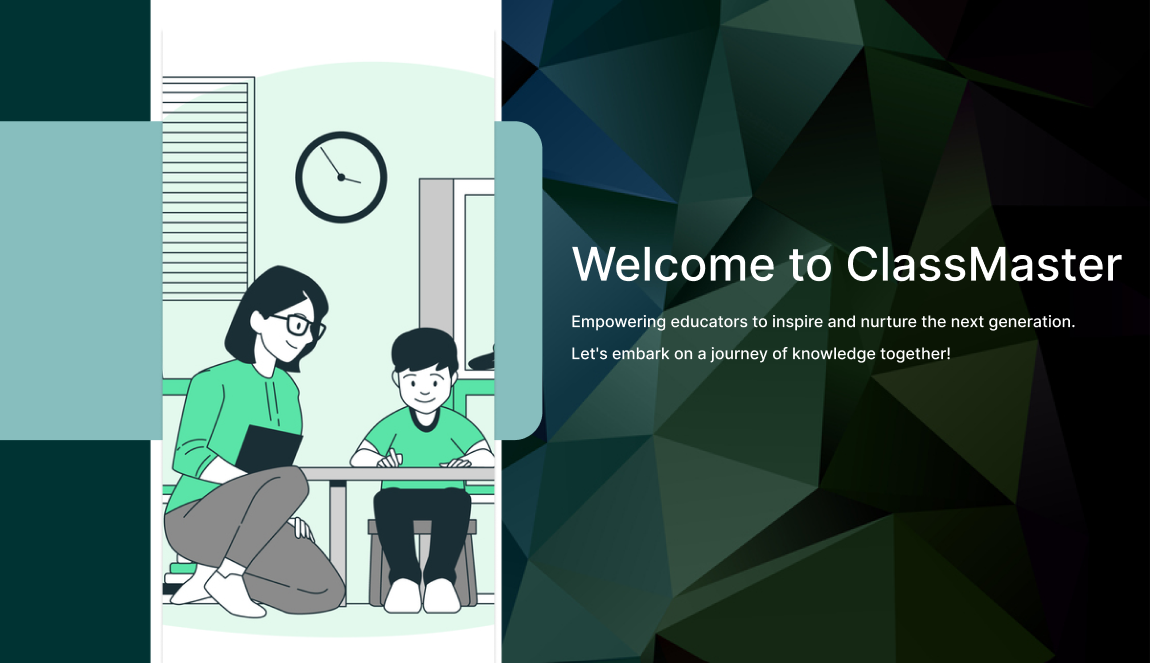 Welcome to ClassMaster
Empowering educators to inspire and nurture the next generation.
Let's embark on a journey of knowledge together!